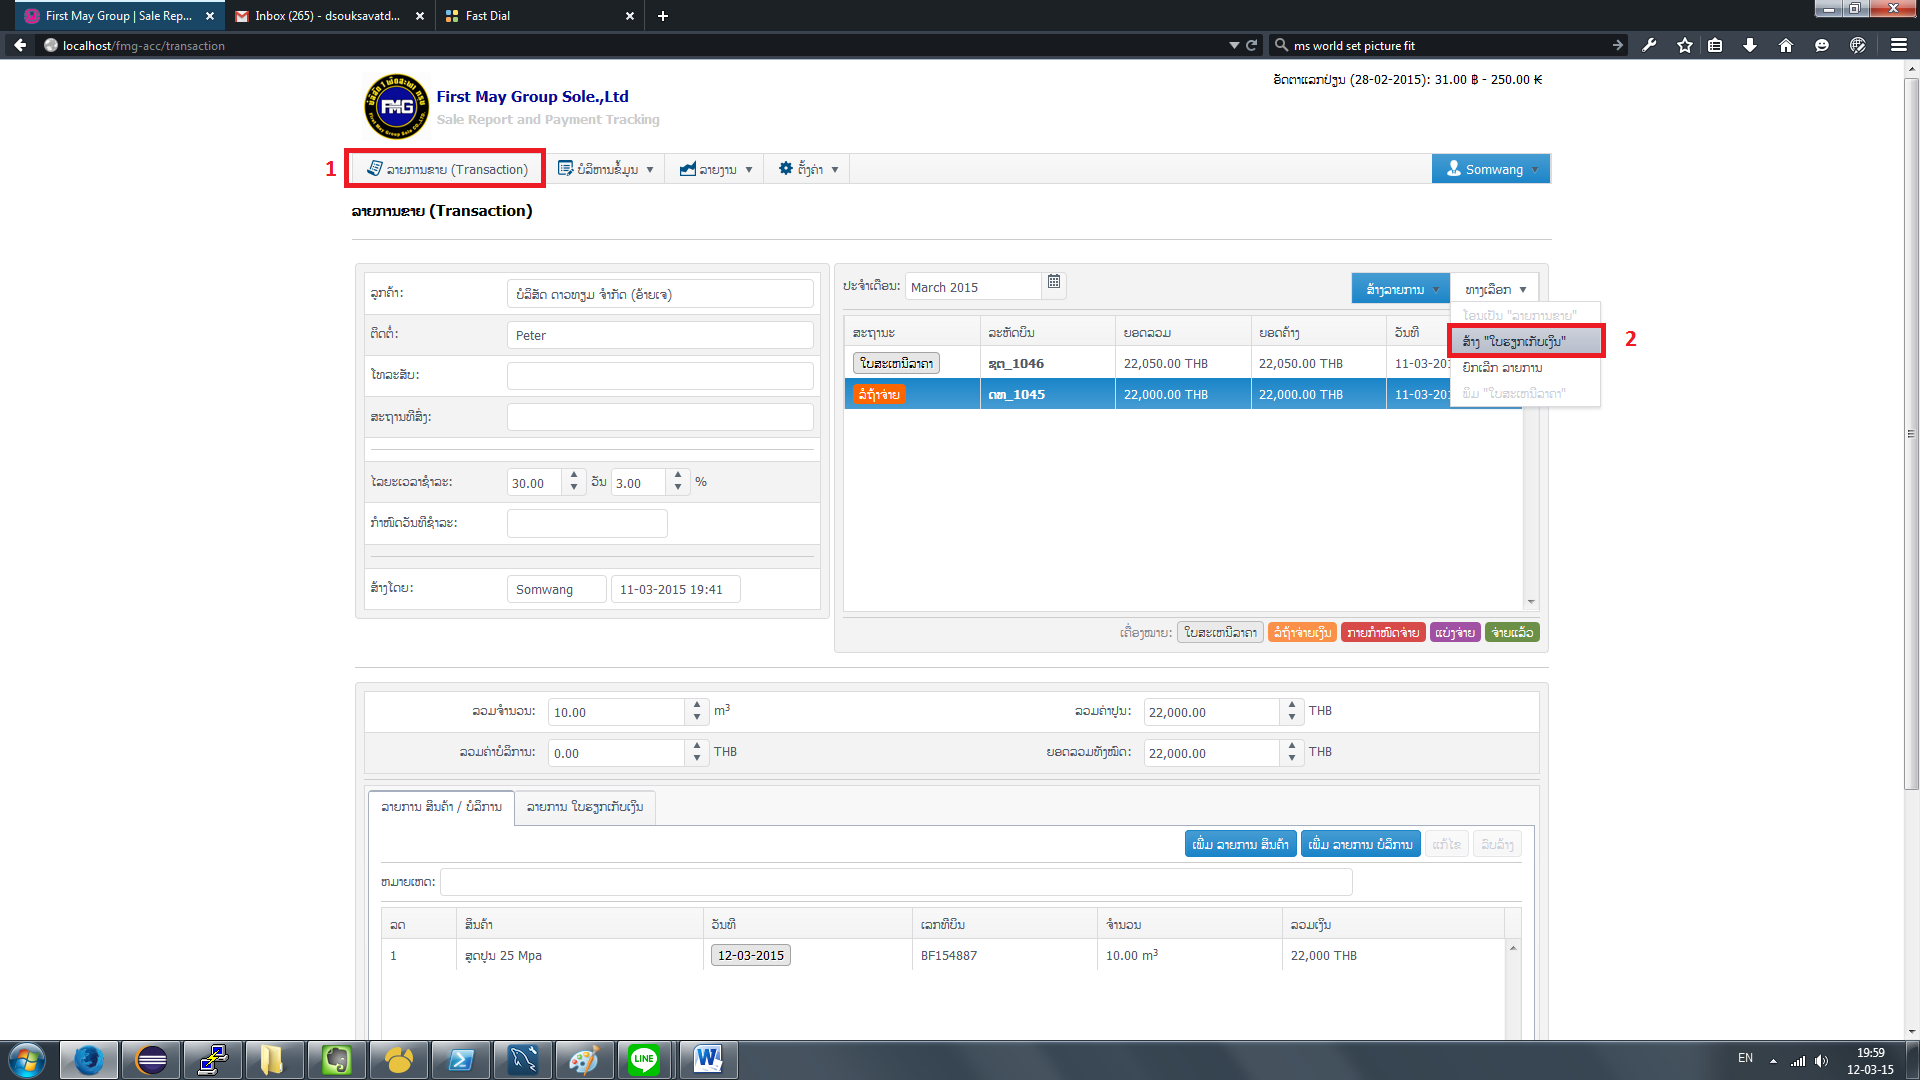 First May Group | Sale Rep...
Inbox (265) - dsouksavatd...
Fast Dial
localhost/fmg-acc/transaction
ms world set picture fit
ອັດຕາແລກປ່ຽນ (28-02-2015): 31.00 ฿ - 250.00 ₭
First May Group Sole.,Ltd
Sale Report and Payment Tracking
1
ລາຍການຂາຍ (Transaction)
ບໍລິຫານຂໍ້ມູນ
ລາຍງານ
ຕັ້ງຄ່າ
Somwang
ລາຍການຂາຍ (Transaction)
ລູກຄ້າ:
ບໍລິສັດ ດາວທຽມ ຈຳກັດ (ອ້າຍເຈ)
ຕິດຕໍ່:
Peter
ໂທລະສັບ:
ສະຖານທີ່ສົ່ງ:
ໄລຍະເວລາຊຳລະ:
30.00
ວັນ
3.00
%
ກຳໜົດວັນທີຊຳລະ:
ສ້າງໂດຍ:
Somwang
11-03-2015 19:41
ປະຈຳເດືອນ:
March 2015
ສ້າງລາຍການ
ທາງເລືອກ
ໂອນເປັນ "ລາຍການຂາຍ"
ສ້າງ "ໃບຮຽກເກັບເງິນ"
2
ຍົກເລີກ ລາຍການ
ພິມ "ໃບສະເຫນີລາຄາ"
ສະຖານະ ລະຫັດບິນ ຍອດລວມ ຍອດຄ້າງ ວັນທີ
ໃບສະເຫນີລາຄາ ຊຕ_1046 22,050.00 THB 22,050.00 THB 11-03-201
ລໍຖ້າຈ່າຍ ດທ_1045 22,000.00 THB 22,000.00 THB 11-03-201
ເຄື່ອງໝາຍ: ໃບສະເຫນີລາຄາ ລໍຖ້າຈ່າຍເງິນ ກາຍກຳໜົດຈ່າຍ ແບ່ງຈ່າຍ ຈ່າຍແລ້ວ
ລວມຈຳນວນ: 10.00 m³
ລວມຄ່າປູນ: 22,000.00 THB
ລວມຄ່າບໍລິການ: 0.00 THB
ຍອດລວມທັງໝົດ: 22,000.00 THB
ລາຍການ ສິນຄ້າ / ບໍລິການ
ລາຍການ ໃບຮຽກເກັບເງິນ
ເພີ່ມ ລາຍການ ສິນຄ້າ
ເພີ່ມ ລາຍການ ບໍລິການ
ແກ້ໄຂ
ລົບລ້າງ
ຫມາຍເຫດ:
ລດ ສິນຄ້າ ວັນທີ ເລກທີບິນ ຈຳນວນ ລວມເງິນ
1 ສູດປູນ 25 Mpa 12-03-2015 BF154887 10.00 m³ 22,000 THB
EN
19:59
12-03-15